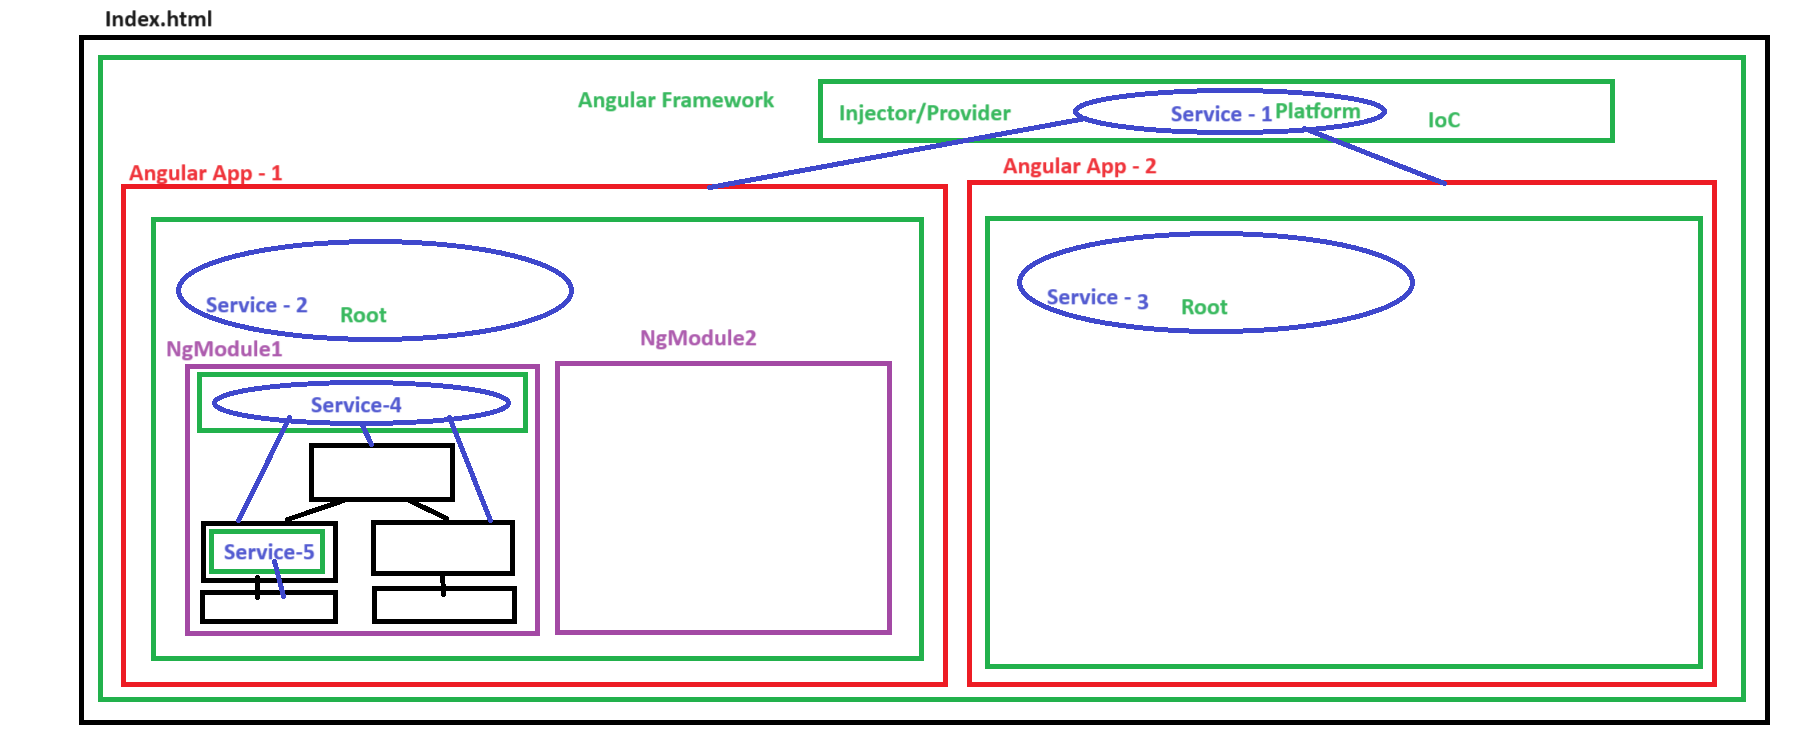 Index.html
Angular Framework
Injector/Provider
Service - 1 Platform
IoC
Angular App - 1
Angular App - 2
Service - 2
Root
Service - 3
Root
NgModule1
NgModule2
Service-4
Service-5